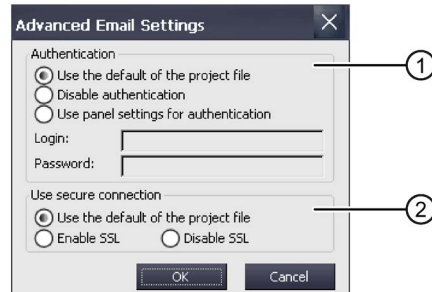 Advanced Email Settings
Authentication
1
Use the default of the project file
Disable authentication
Use panel settings for authentication
Login:
Password:
Use secure connection
2
Use the default of the project file
Enable SSL Disable SSL
OK Cancel